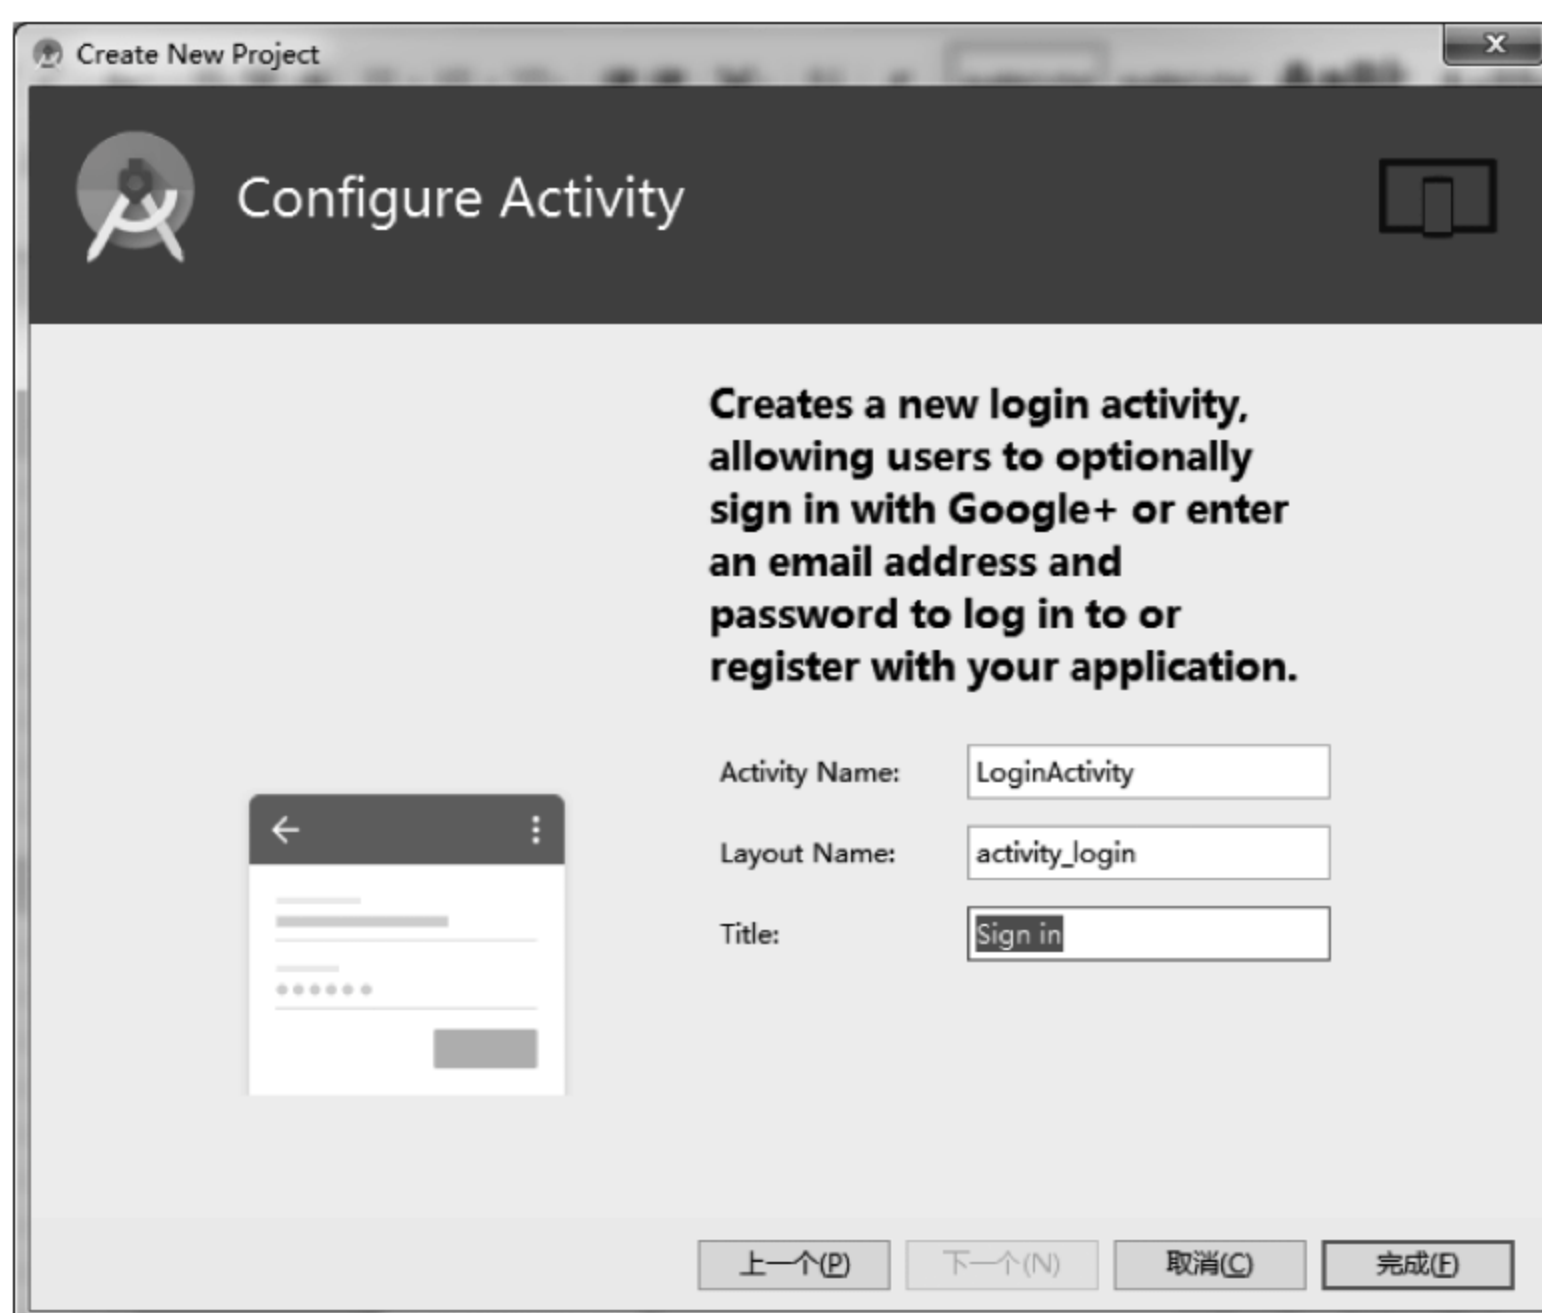 Create New Project
Configure Activity
Creates a new login activity,
allowing users to optionally
sign in with Google+ or enter
an email address and
password to log in to or
register with your application.
Activity Name: LoginActivity
Layout Name: activity_login
Title: Sign in
上一个(P) 下一个(N) 取消(C) 完成(F)